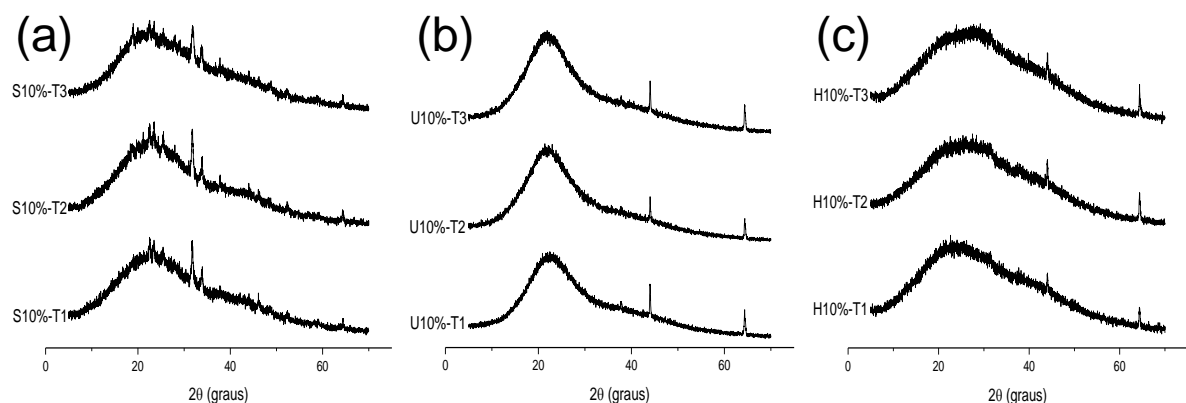 (a)
S10%-T3
S10%-T2
S10%-T1
0 20 40 60
2θ (graus)
(b)
U10%-T3
U10%-T2
U10%-T1
0 20 40 60
2θ (graus)
(c)
H10%-T3
H10%-T2
H10%-T1
0 20 40 60
2θ (graus)